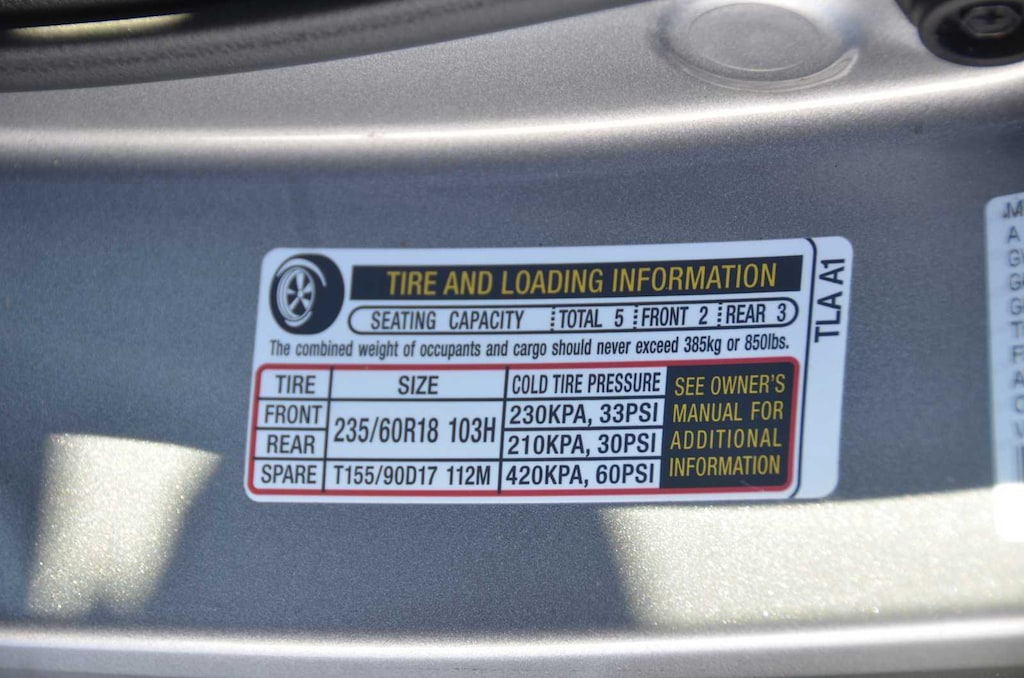 TIRE AND LOADING INFORMATION
SEATING CAPACITY TOTAL 5 FRONT 2 REAR 3
The combined weight of occupants and cargo should never exceed 385kg or 850lbs.
TIRE SIZE COLD TIRE PRESSURE
FRONT 235/60R18 103H 230KPA, 33PSI
REAR 210KPA, 30PSI
SPARE T155/90D17 112M 420KPA, 60PSI
SEE OWNER'S
MANUAL FOR
ADDITIONAL
INFORMATION
TLA A1